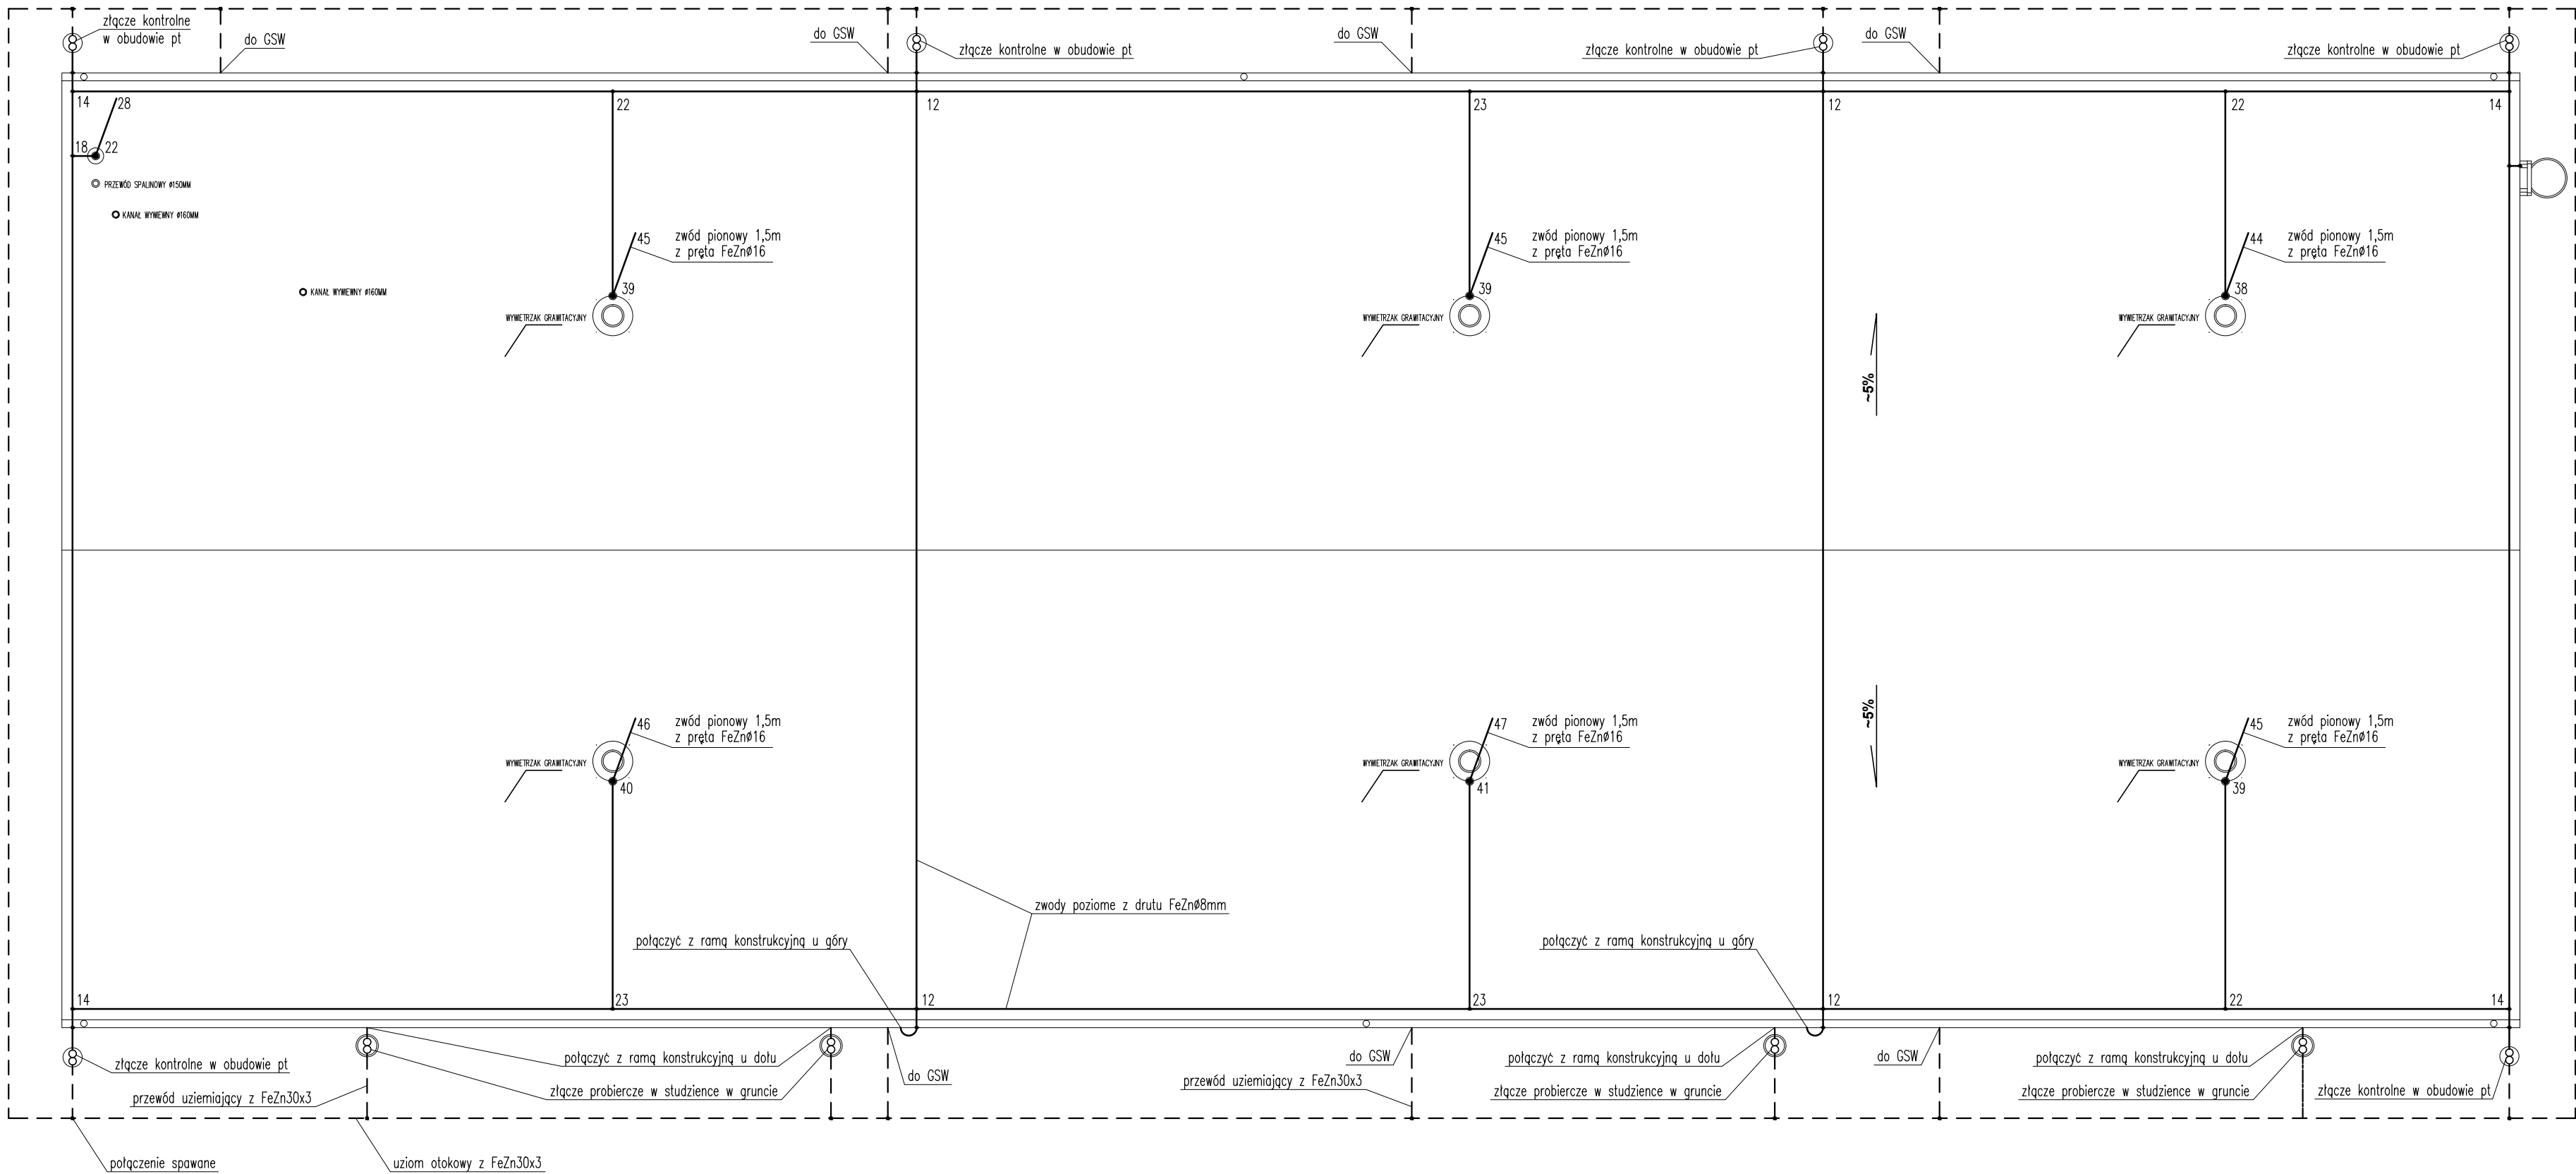 złącze kontrolne
w obudowie pt
do GSW
do GSW
złącze kontrolne w obudowie pt
do GSW
złącze kontrolne w obudowie pt
do GSW
złącze kontrolne w obudowie pt
14
28
22
12
23
12
22
14
18
22
PRZEWÓD SPALINOWY ø150MM
KANAŁ WYWIEWNY ø160MM
KANAŁ WYWIEWNY ø160MM
45
zwód pionowy 1,5m
z pręta FeZnø16
39
WYWIETRZAK GRAWITACYJNY
45
zwód pionowy 1,5m
z pręta FeZnø16
39
WYWIETRZAK GRAWITACYJNY
44
zwód pionowy 1,5m
z pręta FeZnø16
38
WYWIETRZAK GRAWITACYJNY
~5%
~5%
46
zwód pionowy 1,5m
z pręta FeZnø16
WYWIETRZAK GRAWITACYJNY
40
47
zwód pionowy 1,5m
z pręta FeZnø16
WYWIETRZAK GRAWITACYJNY
41
45
zwód pionowy 1,5m
z pręta FeZnø16
WYWIETRZAK GRAWITACYJNY
39
zwody poziome z drutu FeZnø8mm
połączyć z ramą konstrukcyjną u góry
połączyć z ramą konstrukcyjną u góry
14
23
12
23
12
22
14
złącze kontrolne w obudowie pt
połączyć z ramą konstrukcyjną u dołu
do GSW
do GSW
połączyć z ramą konstrukcyjną u dołu
do GSW
połączyć z ramą konstrukcyjną u dołu
przewód uziemiający z FeZn30x3
złącze probiercze w studzience w gruncie
przewód uziemiający z FeZn30x3
złącze probiercze w studzience w gruncie
złącze probiercze w studzience w gruncie
złącze kontrolne w obudowie pt
połączenie spawane
uziom otokowy z FeZn30x3